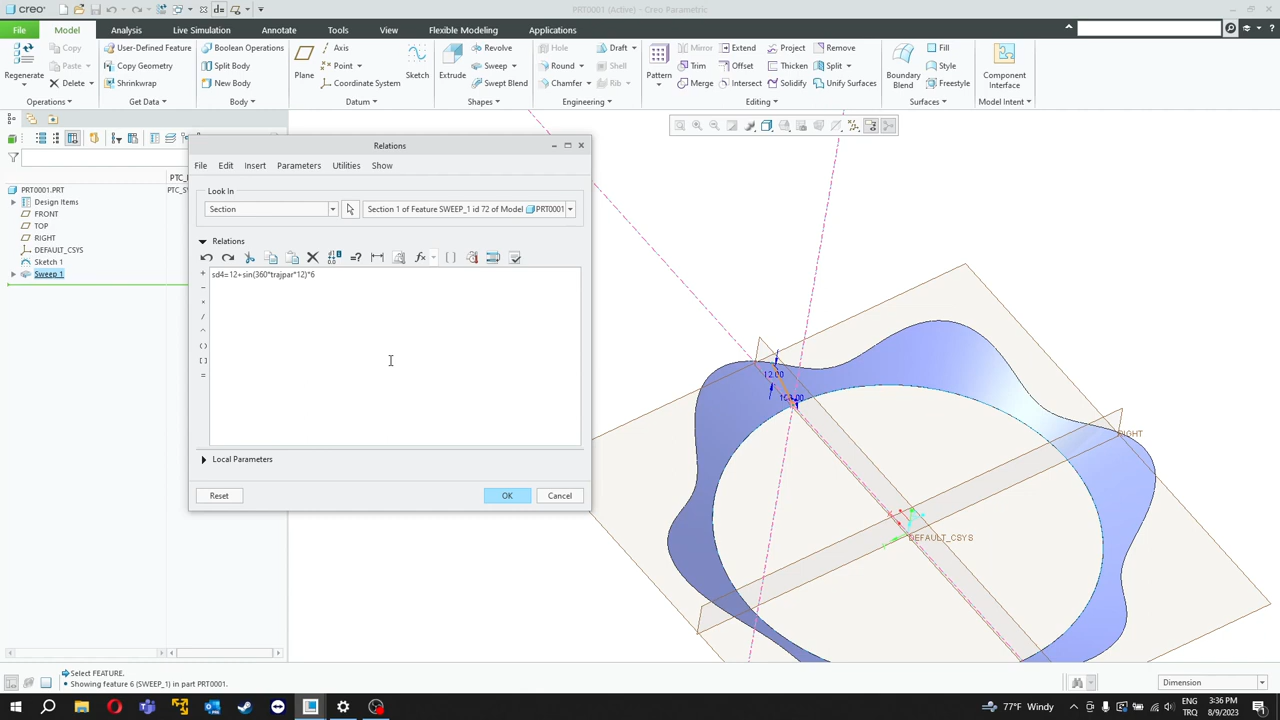 creo
PRT0001 (Active) - Creo Parametric
File Model Analysis Live Simulation Annotate Tools View Flexible Modeling Applications
Regenerate
Copy
Paste
Delete
Operations
User-Defined Feature
Copy Geometry
Shrinkwrap
Get Data
Boolean Operations
Split Body
New Body
Body
Plane
Axis
Point
Coordinate System
Sketch
Datum
Extrude
Revolve
Sweep
Swept Blend
Shapes
Hole
Round
Chamfer
Draft
Shell
Rib
Engineering
Pattern
Mirror Extend Project Remove
Trim Offset Thicken Split
Merge Intersect Solidify Unify Surfaces
Editing
Boundary
Blend
Fill
Style
Freestyle
Surfaces
Component
Interface
Model Intent
PRT0001.PRT
FRONT
TOP
RIGHT
DEFAULT_CSYS
Sketch 1
Sweep 1
Relations
File Edit Insert Parameters Utilities Show
Look In
Section
Section 1 of Feature SWEEP_1 id 72 of Model PRT0001
Relations
sd4=12+sin(360*trajpar*12)*6
+
−
×
/
^
( )
[ ]
=
Local Parameters
Reset
OK
Cancel
12.00
RIGHT
DEFAULT_CSYS
Select FEATURE.
Showing feature 6 (SWEEP_1) in part PRT0001.
Dimension
77°F Windy
ENG
TRQ
3:36 PM
8/9/2023